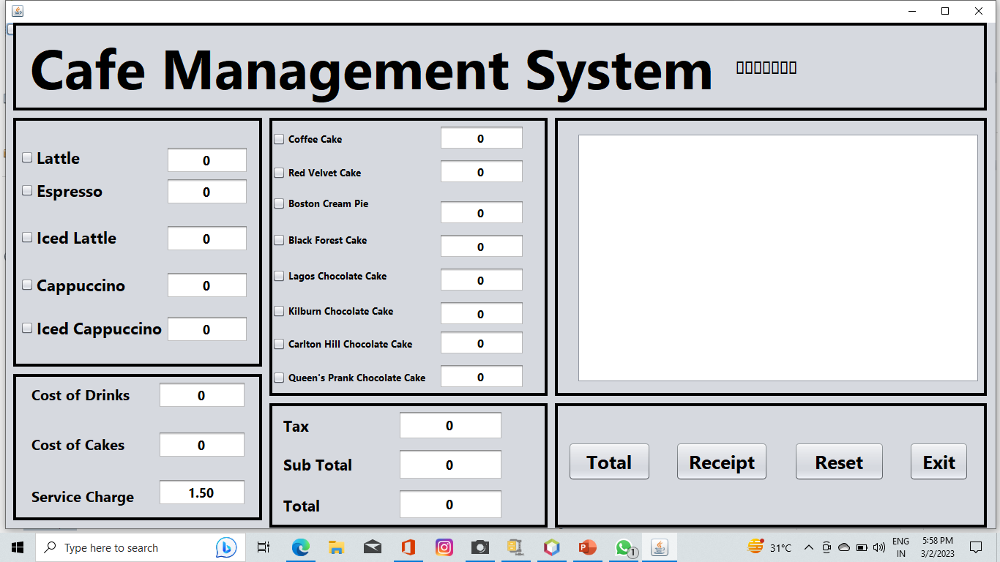 Cafe Management System
Lattle 0
Espresso 0
Iced Lattle 0
Cappuccino 0
Iced Cappuccino 0
Coffee Cake 0
Red Velvet Cake 0
Boston Cream Pie 0
Black Forest Cake 0
Lagos Chocolate Cake 0
Kilburn Chocolate Cake 0
Carlton Hill Chocolate Cake 0
Queen's Prank Chocolate Cake 0
Cost of Drinks 0
Cost of Cakes 0
Service Charge 1.50
Tax 0
Sub Total 0
Total 0
Total Receipt Reset Exit
Type here to search
1
31°C
ENG
IN
5:58 PM
3/2/2023